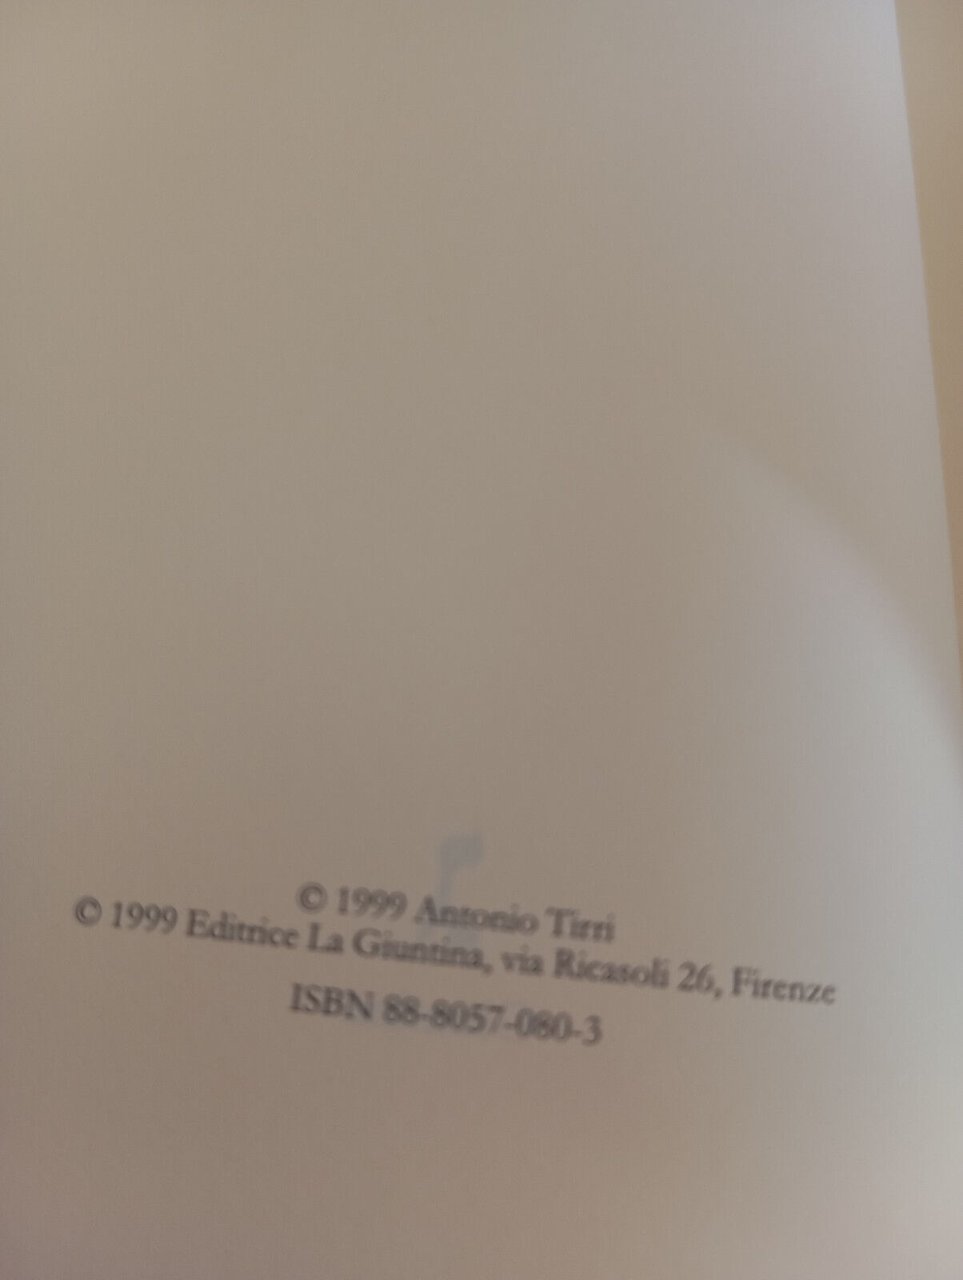 © 1999 Antonio Tirri
© 1999 Editrice La Giuntina, via Ricasoli 26, Firenze
ISBN 88-8057-080-3